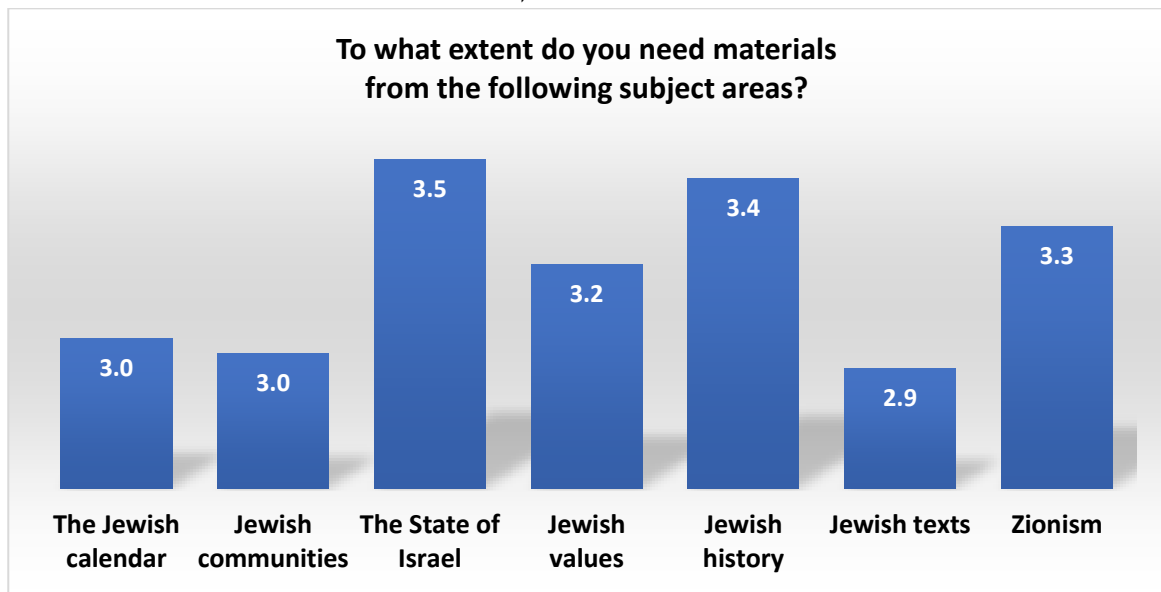 To what extent do you need materials
from the following subject areas?
3.5
3.4
3.3
3.2
3.0
3.0
2.9
The Jewish
calendar
Jewish
communities
The State of
Israel
Jewish
values
Jewish
history
Jewish texts
Zionism